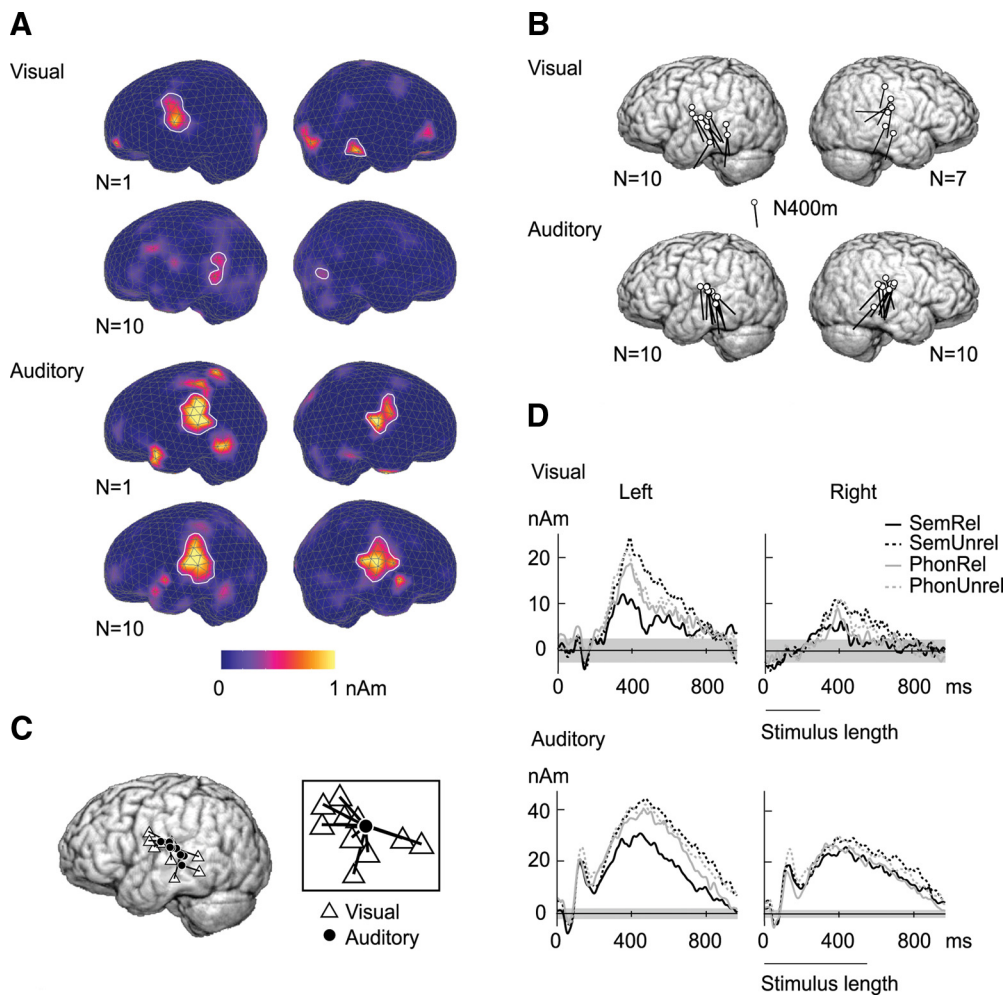 A
Visual
N=1
N=10
Auditory
N=1
N=10
0 1 nAm
B
Visual
N=10 N=7
N400m
Auditory
N=10 N=10
C
Visual
Auditory
D
Visual
Left Right
nAm
20
10
0
0 400 800
0 400 800 ms
SemRel
SemUnrel
PhonRel
PhonUnrel
Stimulus length
Auditory
nAm
40
20
0
0 400 800
0 400 800 ms
Stimulus length